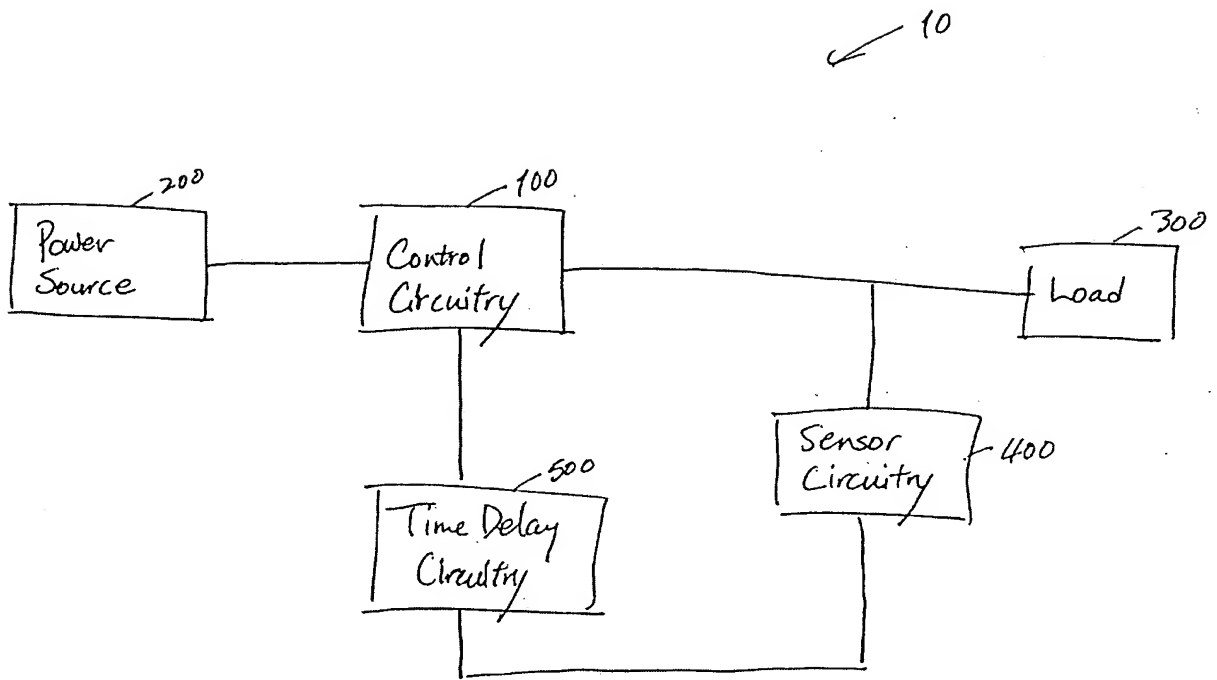 10
200
Power
Source
100
Control
Circuitry
300
Load
Sensor
Circuitry
400
500
Time Delay
Circuitry